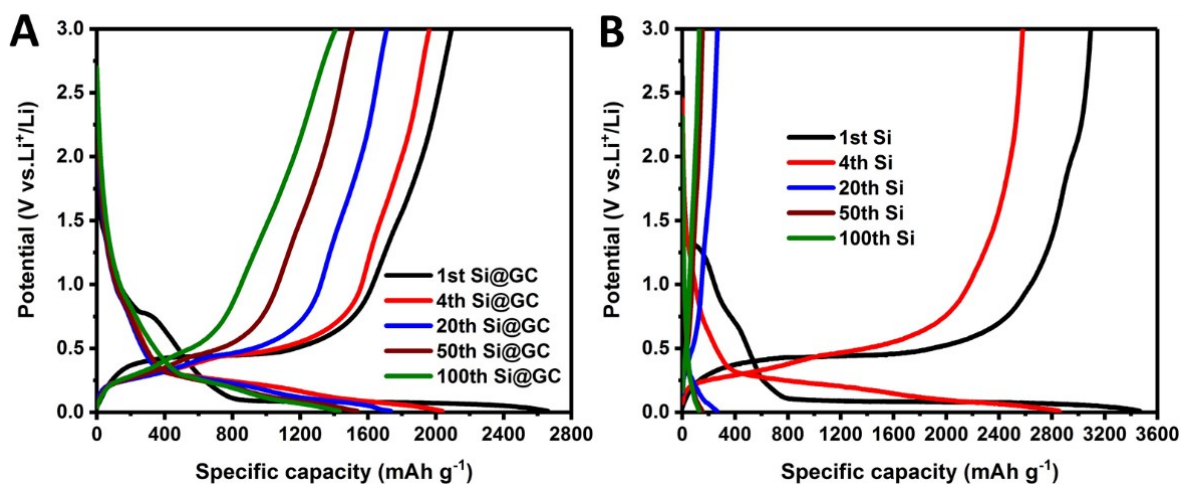 A
3.0
2.5
2.0
1.5
1.0
0.5
0.0
Potential (V vs.Li⁺/Li)
1st Si@GC
4th Si@GC
20th Si@GC
50th Si@GC
100th Si@GC
0 400 800 1200 1600 2000 2400 2800
Specific capacity (mAh g⁻¹)
B
3.0
2.5
2.0
1.5
1.0
0.5
0.0
Potential (V vs.Li⁺/Li)
1st Si
4th Si
20th Si
50th Si
100th Si
0 400 800 1200 1600 2000 2400 2800 3200 3600
Specific capacity (mAh g⁻¹)